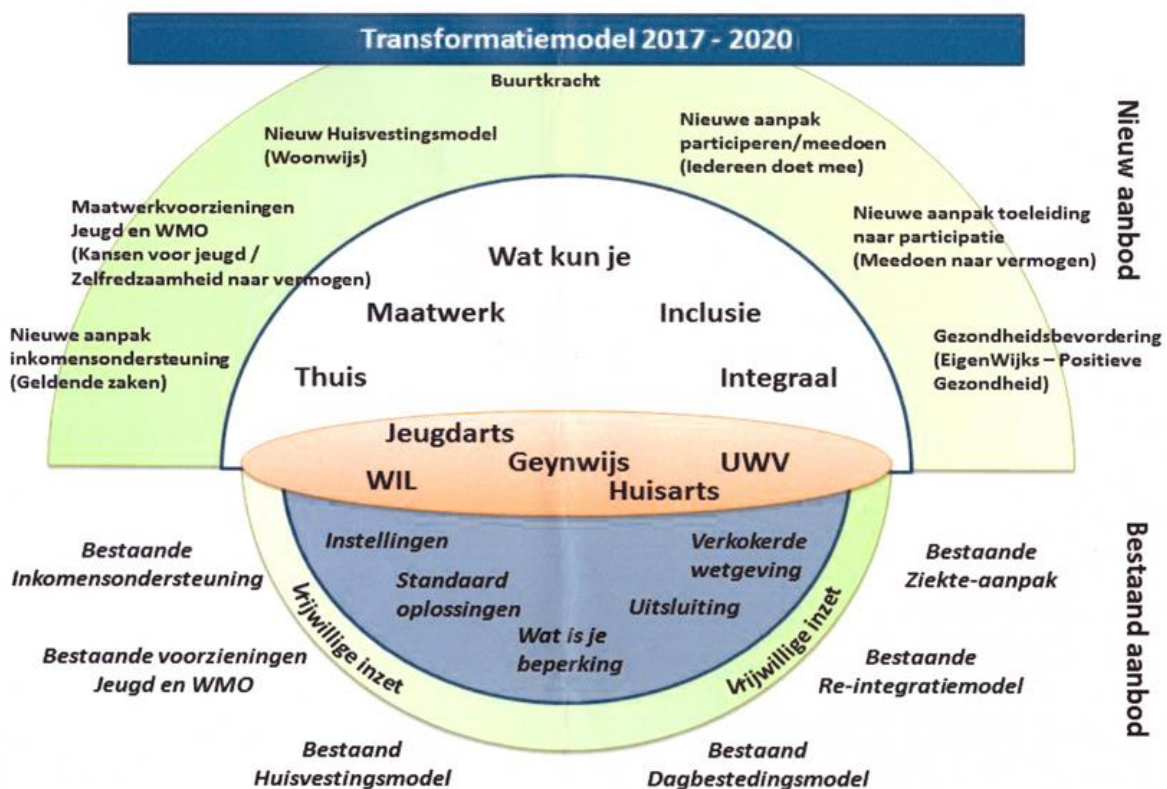 Transformatiemodel 2017 - 2020
Buurtkracht
Nieuw Huisvestingsmodel
(Woonwijs)
Nieuwe aanpak
participeren/meedoen
(Iedereen doet mee)
Maatwerkvoorzieningen
Jeugd en WMO
(Kansen voor jeugd /
Zelfredzaamheid naar vermogen)
Nieuwe aanpak toeleiding
naar participatie
(Meedoen naar vermogen)
Nieuwe aanpak
inkomensondersteuning
(Geldende zaken)
Gezondheidsbevordering
(EigenWijks – Positieve
Gezondheid)
Nieuw aanbod
Wat kun je
Maatwerk
Inclusie
Thuis
Integraal
Jeugdarts
Geynwijs
UWV
WIL
Huisarts
Instellingen
Verkokerde
wetgeving
Standaard
oplossingen
Uitsluiting
Wat is je
beperking
Vrijwillige inzet
Vrijwillige inzet
Bestaande
Inkomensondersteuning
Bestaande
Ziekte-aanpak
Bestaande voorzieningen
Jeugd en WMO
Bestaande
Re-integratiemodel
Bestaand
Huisvestingsmodel
Bestaand
Dagbestedingsmodel
Bestaand aanbod